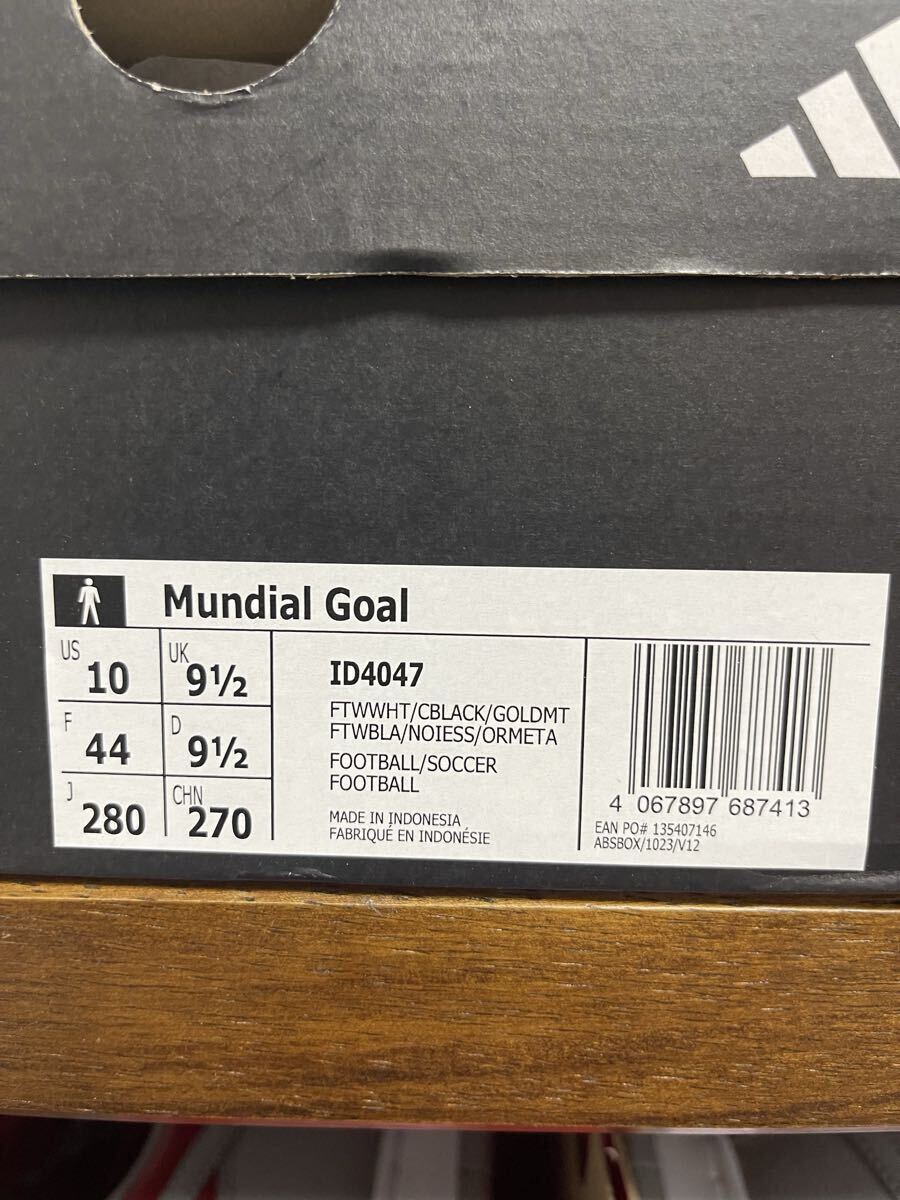 Mundial Goal
US 10
UK 9½
F 44
D 9½
J 280
CHN 270
ID4047
FTWWHT/CBLACK/GOLDMT
FTWBLA/NOIESS/ORMETA
FOOTBALL/SOCCER
FOOTBALL
MADE IN INDONESIA
FABRIQUÉ EN INDONÉSIE
4 067897 687413
EAN PO# 135407146
ABSBOX/1023/V12